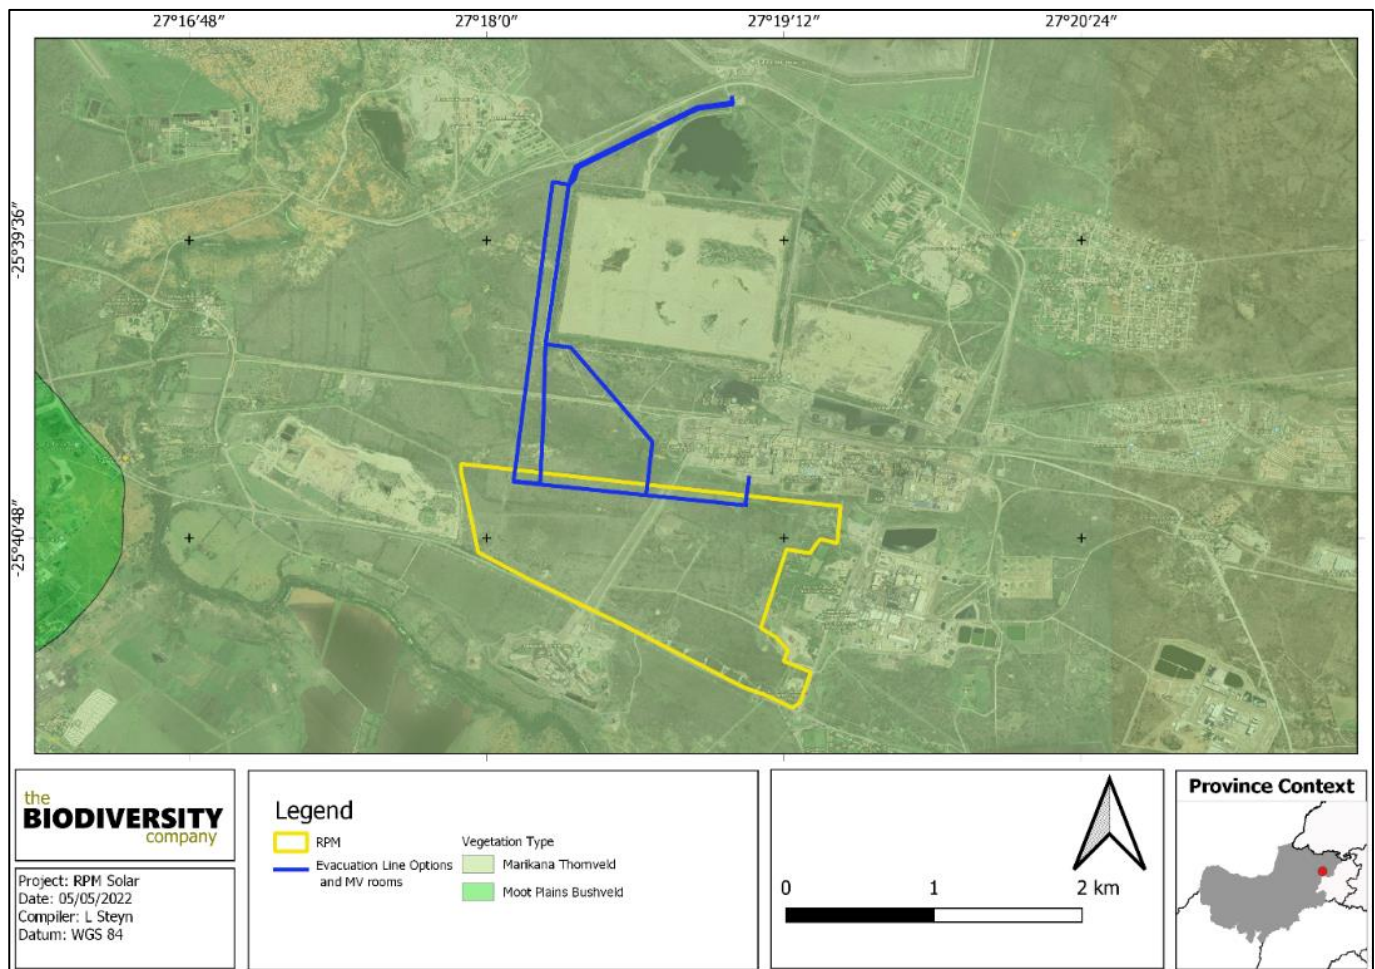 27°16′48″ 27°18′0″ 27°19′12″ 27°20′24″
-25°39′36″
-25°40′48″
the
BIODIVERSITY
company
Project: RPM Solar
Date: 05/05/2022
Compiler: L Steyn
Datum: WGS 84
Legend
RPM
Evacuation Line Options
and MV rooms
Vegetation Type
Marikana Thornveld
Moot Plains Bushveld
0 1 2 km
Province Context